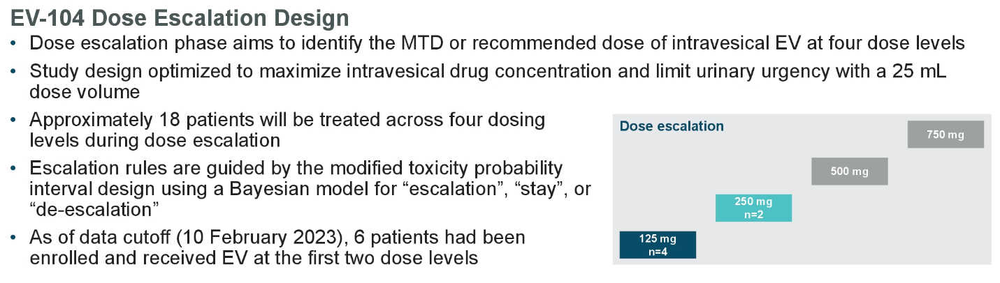 EV-104 Dose Escalation Design
• Dose escalation phase aims to identify the MTD or recommended dose of intravesical EV at four dose levels
• Study design optimized to maximize intravesical drug concentration and limit urinary urgency with a 25 mL
dose volume
• Approximately 18 patients will be treated across four dosing
levels during dose escalation
• Escalation rules are guided by the modified toxicity probability
interval design using a Bayesian model for “escalation”, “stay”, or
“de-escalation”
• As of data cutoff (10 February 2023), 6 patients had been
enrolled and received EV at the first two dose levels
Dose escalation
750 mg
500 mg
250 mg
n=2
125 mg
n=4